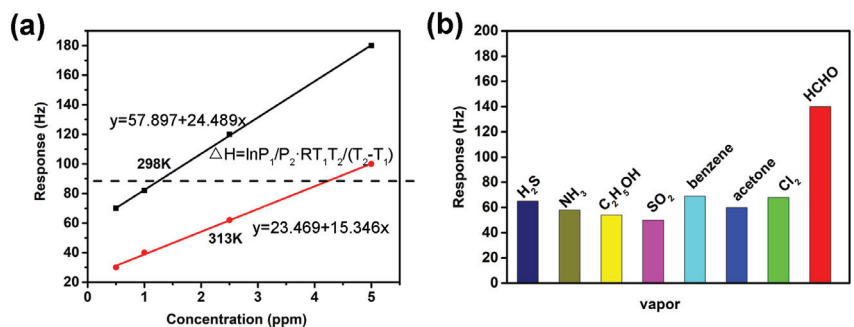 (a)
180
160
140
120
100
80
60
40
20
Response (Hz)
y=57.897+24.489x
298K
△H=lnP₁/P₂·RT₁T₂/(T₂-T₁)
313K
y=23.469+15.346x
0 1 2 3 4 5
Concentration (ppm)
(b)
200
180
160
140
120
100
80
60
40
20
0
Response (Hz)
H₂S
NH₃
C₂H₅OH
SO₂
benzene
acetone
Cl₂
HCHO
vapor